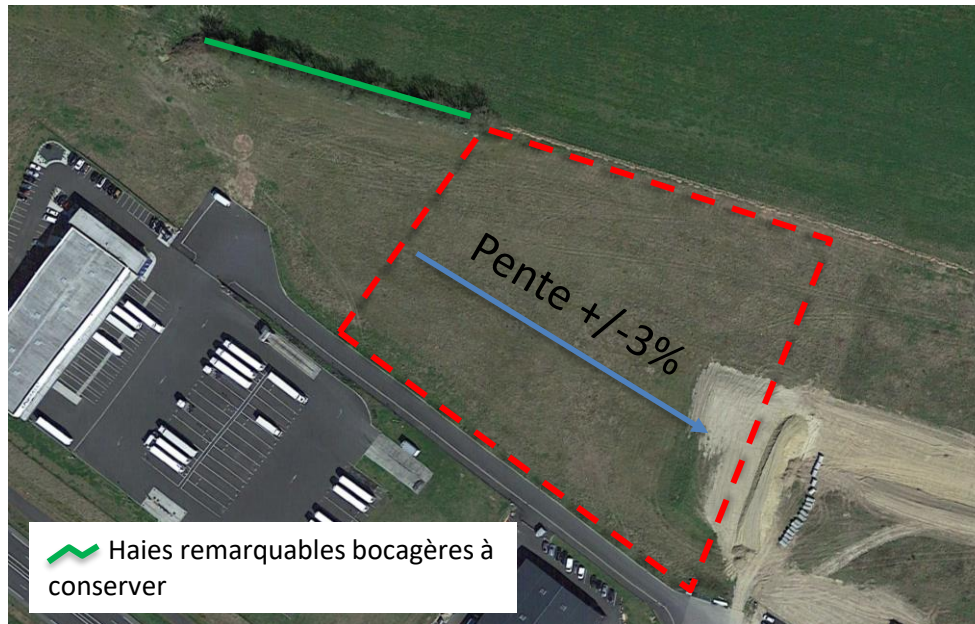 Pente +/-3%
Haies remarquables bocagères à
conserver